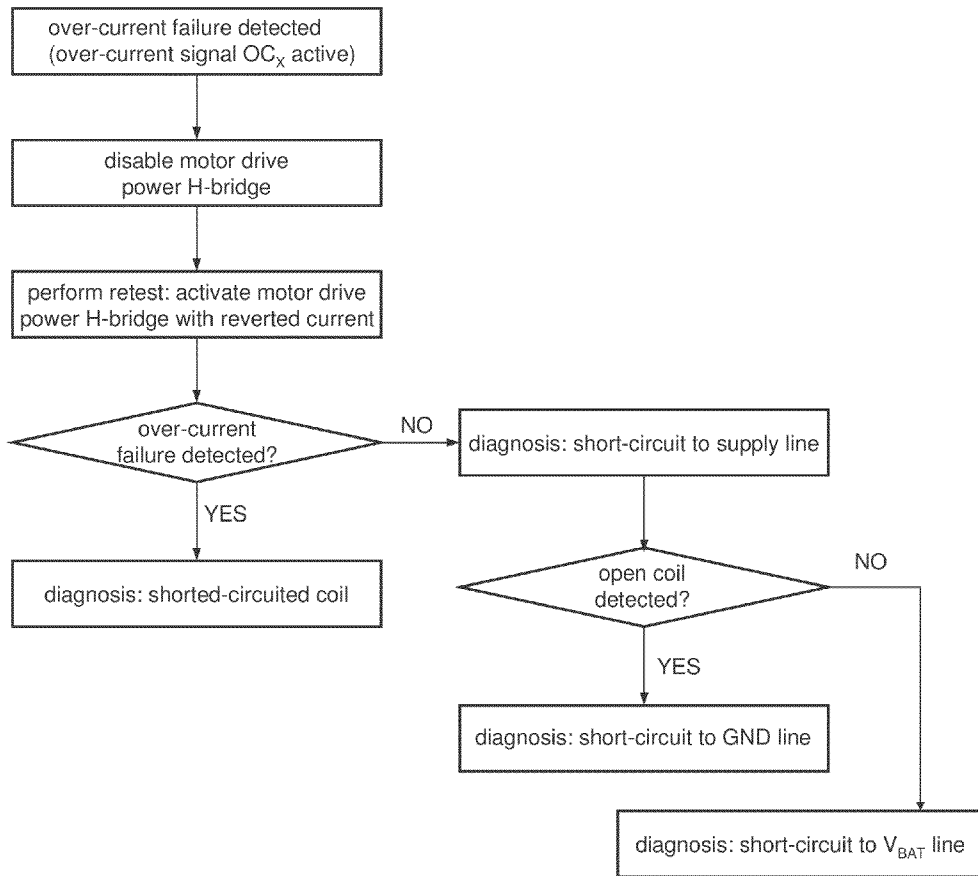 over-current failure detected
(over-current signal OCX active)
disable motor drive
power H-bridge
perform retest: activate motor drive
power H-bridge with reverted current
over-current
failure detected?
NO
YES
diagnosis: shorted-circuited coil
diagnosis: short-circuit to supply line
open coil
detected?
NO
YES
diagnosis: short-circuit to GND line
diagnosis: short-circuit to VBAT line